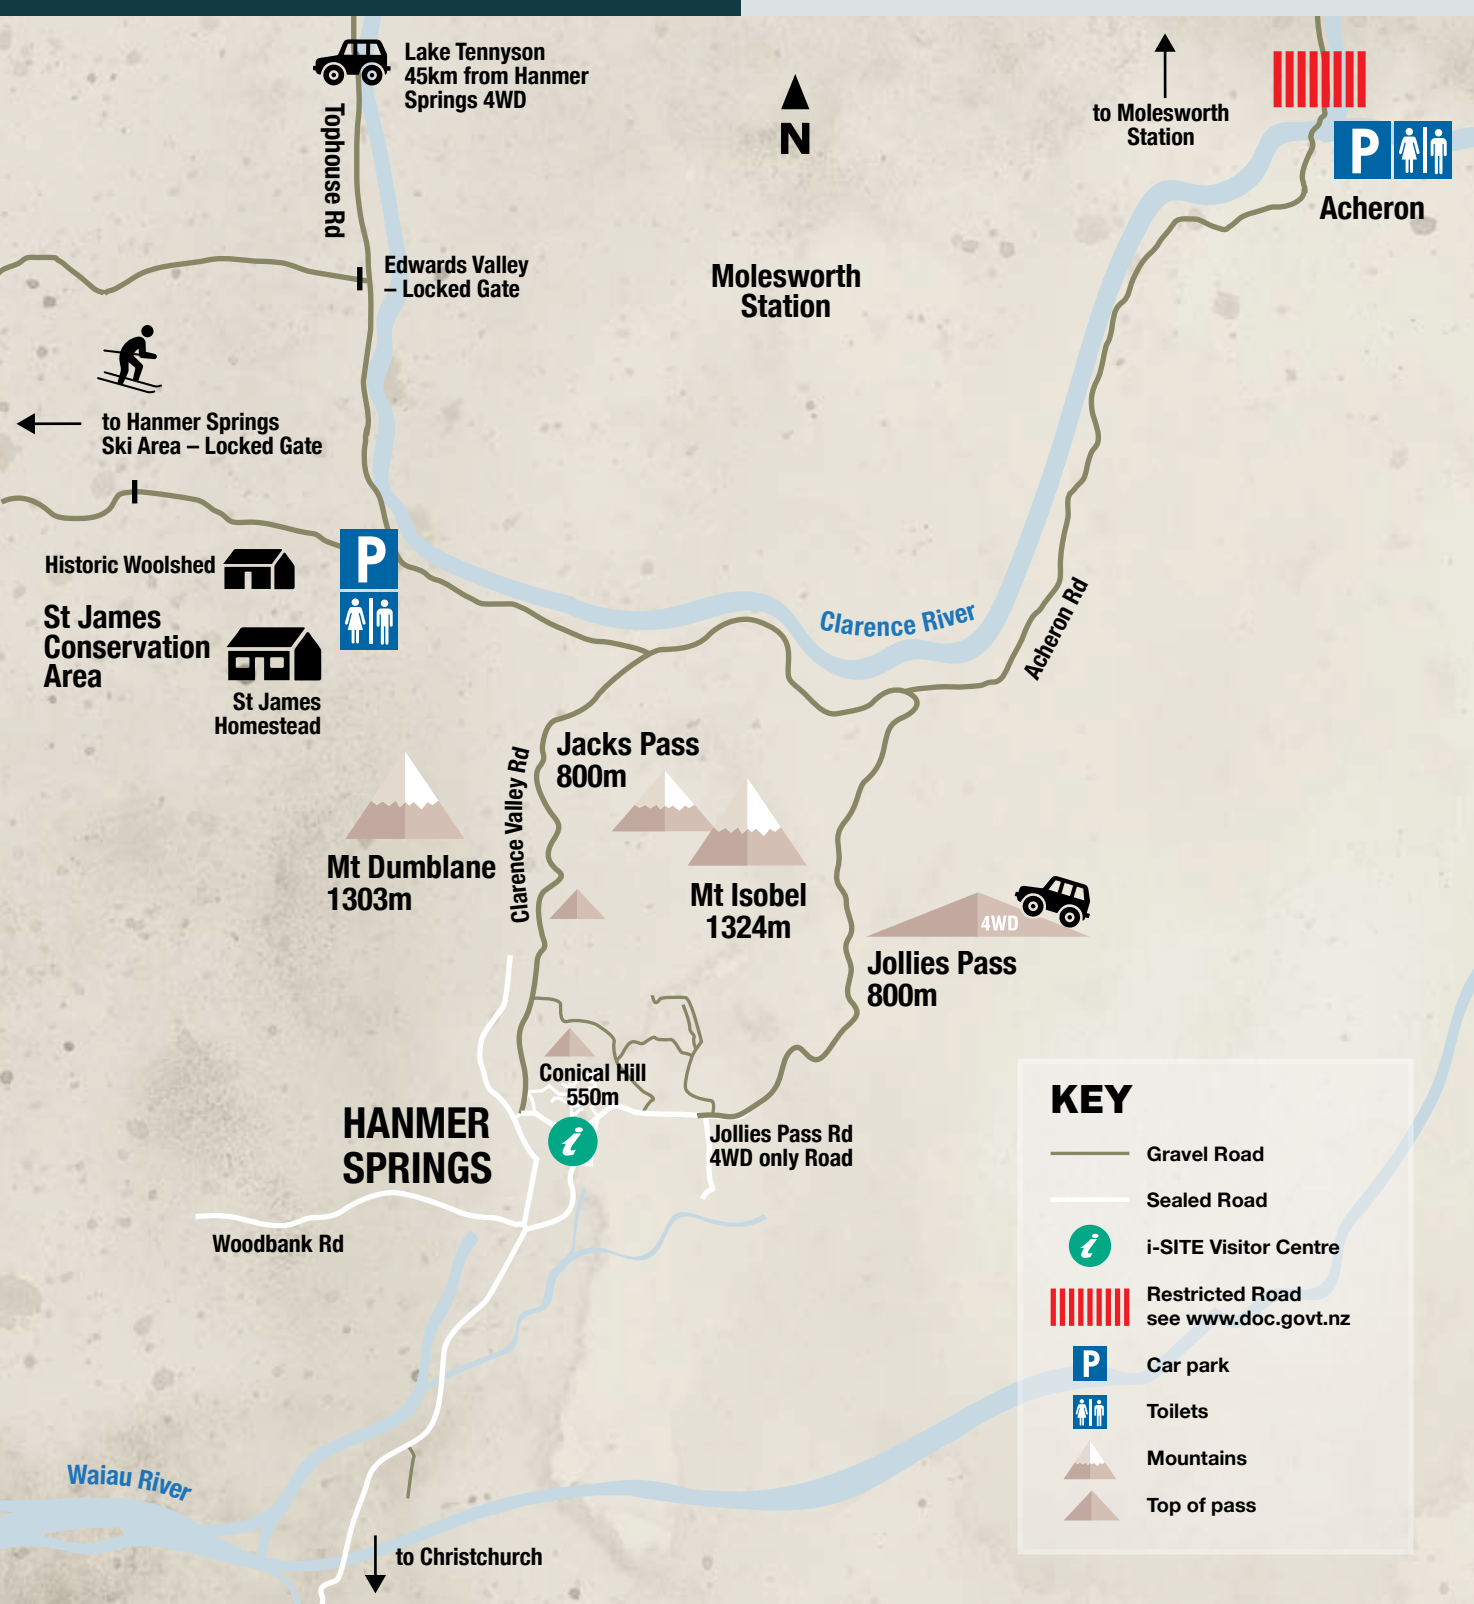 Lake Tennyson
45km from Hanmer
Springs 4WD
Tophouse Rd
N
to Molesworth
Station
P
Acheron
Edwards Valley
– Locked Gate
Molesworth
Station
to Hanmer Springs
Ski Area – Locked Gate
Historic Woolshed
P
St James
Conservation
Area
St James
Homestead
Clarence River
Acheron Rd
Jacks Pass
800m
Clarence Valley Rd
Mt Dumblane
1303m
Mt Isobel
1324m
4WD
Jollies Pass
800m
Conical Hill
550m
HANMER
SPRINGS
i
Jollies Pass Rd
4WD only Road
Woodbank Rd
Waiau River
to Christchurch
KEY
Gravel Road
Sealed Road
i
i-SITE Visitor Centre
Restricted Road
see www.doc.govt.nz
P
Car park
Toilets
Mountains
Top of pass